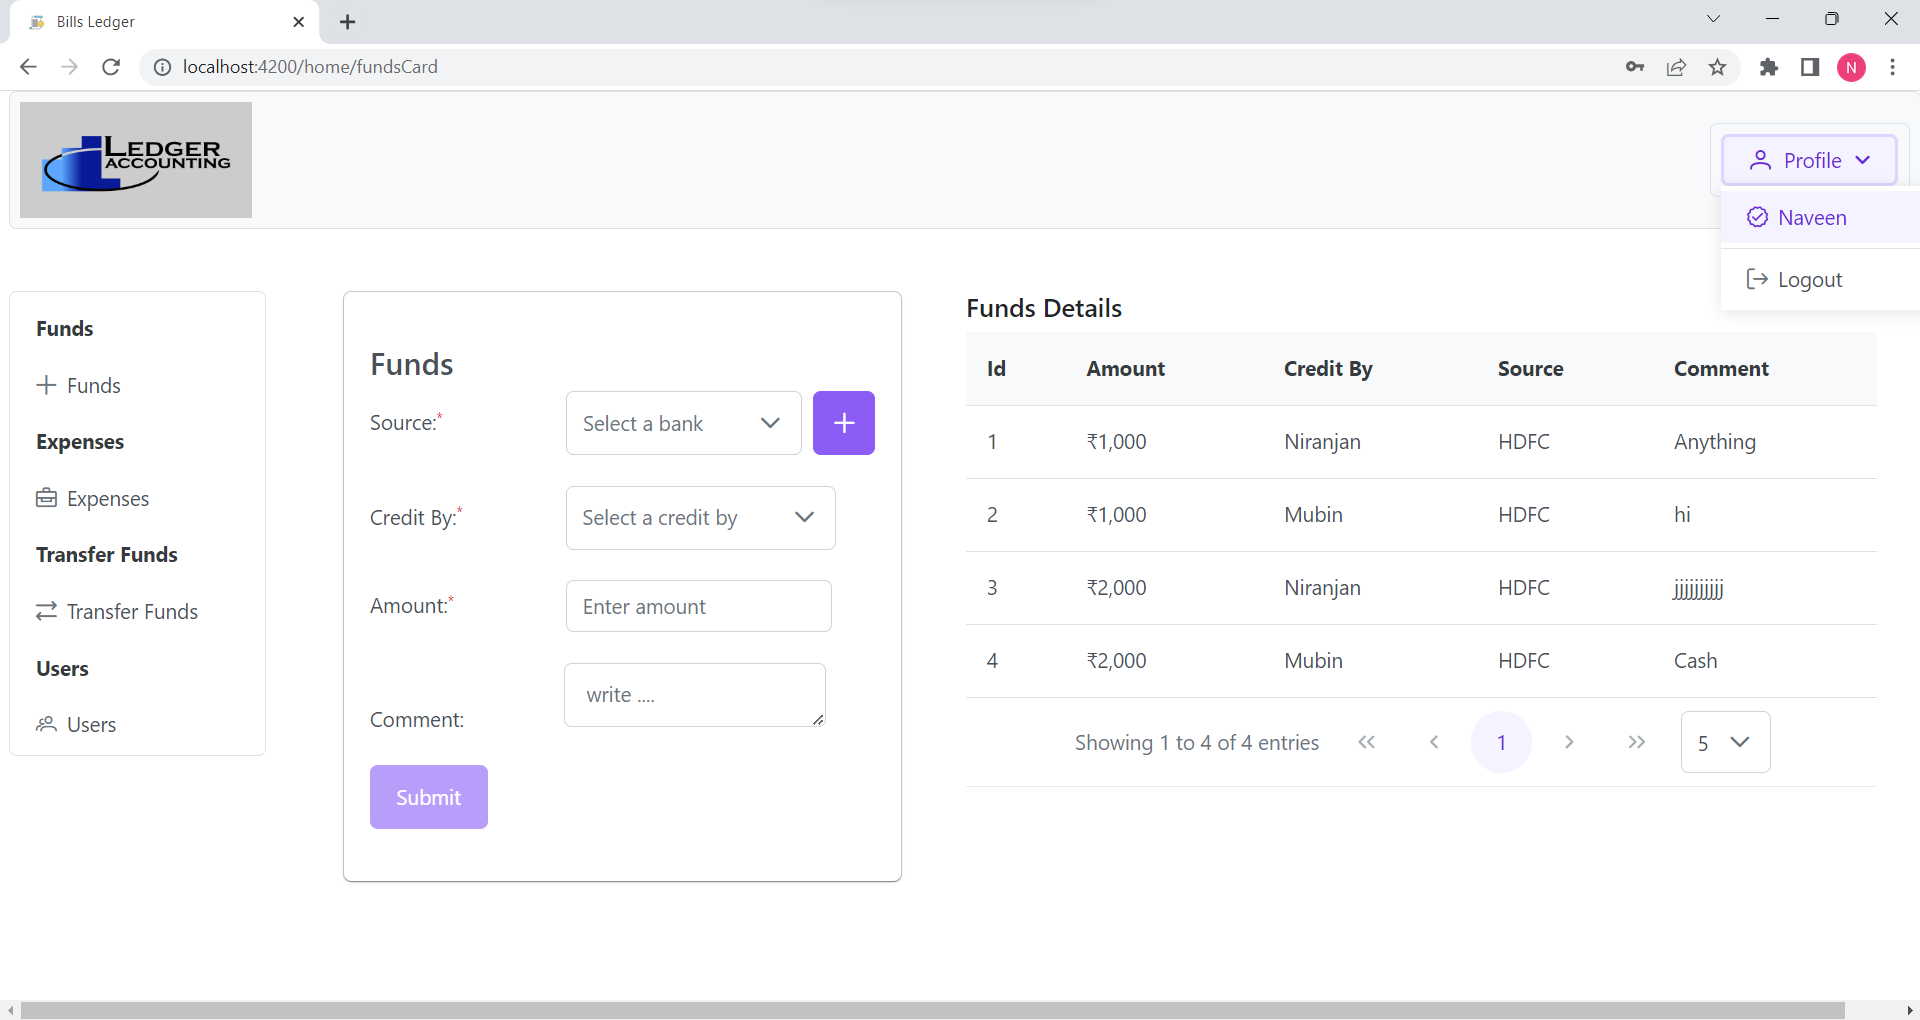 Bills Ledger
localhost:4200/home/fundsCard
N
LEDGER
ACCOUNTING
Profile
Naveen
Logout
Funds
Funds
Expenses
Expenses
Transfer Funds
Transfer Funds
Users
Users
Funds
Source:*
Select a bank
Credit By:*
Select a credit by
Amount:*
Enter amount
Comment:
write ....
Submit
Funds Details
Id Amount Credit By Source Comment
1 ₹1,000 Niranjan HDFC Anything
2 ₹1,000 Mubin HDFC hi
3 ₹2,000 Niranjan HDFC jjjjjjjjjj
4 ₹2,000 Mubin HDFC Cash
Showing 1 to 4 of 4 entries 1 5